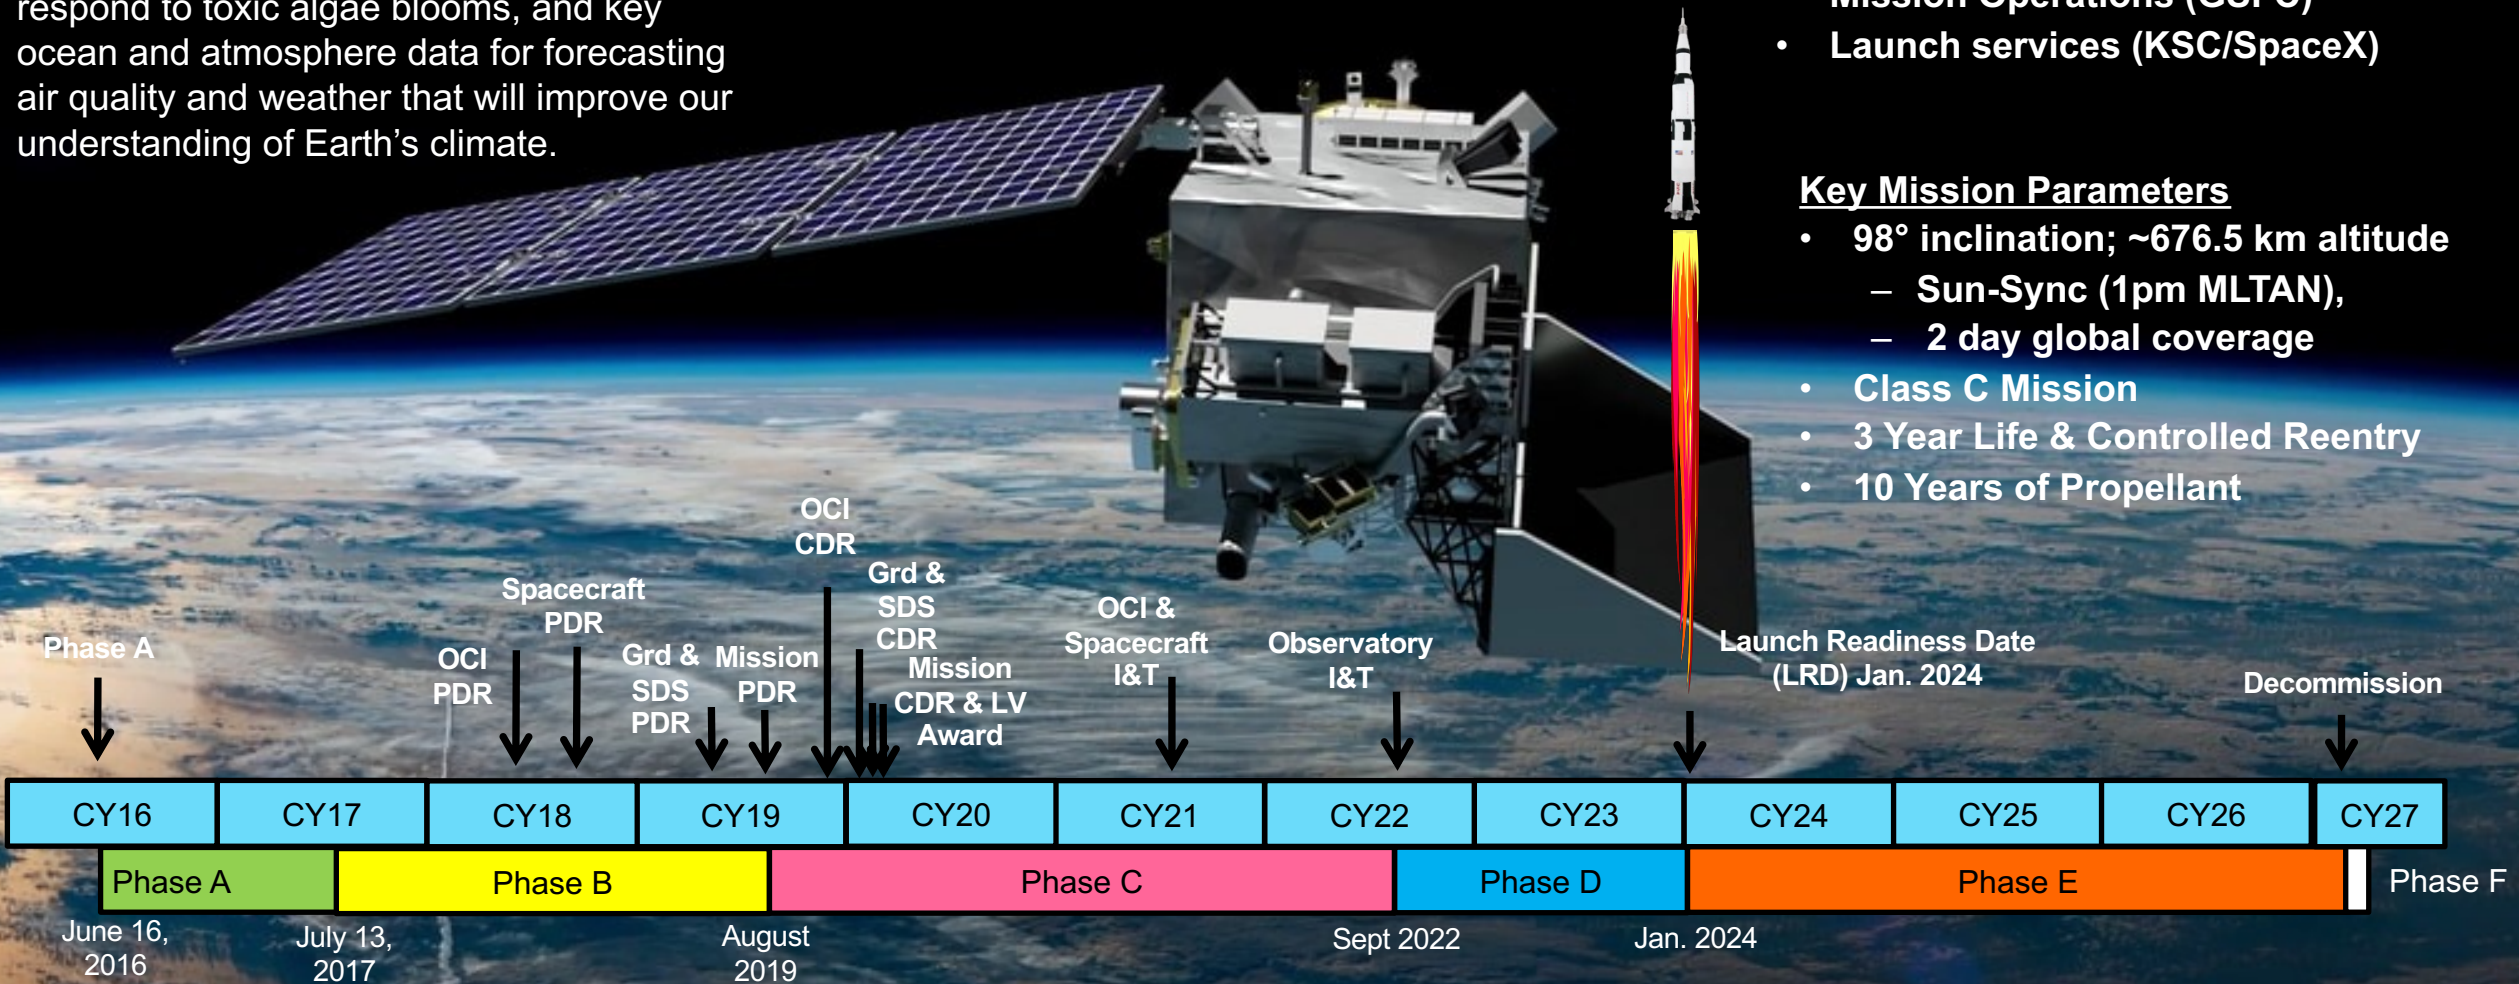 respond to toxic algae blooms, and key
ocean and atmosphere data for forecasting
air quality and weather that will improve our
understanding of Earth's climate.
Mission Operations (GSFC)
• Launch services (KSC/SpaceX)
Key Mission Parameters
• 98° inclination; ~676.5 km altitude
– Sun-Sync (1pm MLTAN),
– 2 day global coverage
• Class C Mission
• 3 Year Life & Controlled Reentry
• 10 Years of Propellant
Phase A
OCI
PDR
Spacecraft
PDR
Grd &
SDS
PDR
Mission
PDR
OCI
CDR
Grd &
SDS
CDR
Mission
CDR & LV
Award
OCI &
Spacecraft
I&T
Observatory
I&T
Launch Readiness Date
(LRD) Jan. 2024
Decommission
CY16 CY17 CY18 CY19 CY20 CY21 CY22 CY23 CY24 CY25 CY26 CY27
Phase A Phase B Phase C Phase D Phase E Phase F
June 16,
2016
July 13,
2017
August
2019
Sept 2022
Jan. 2024